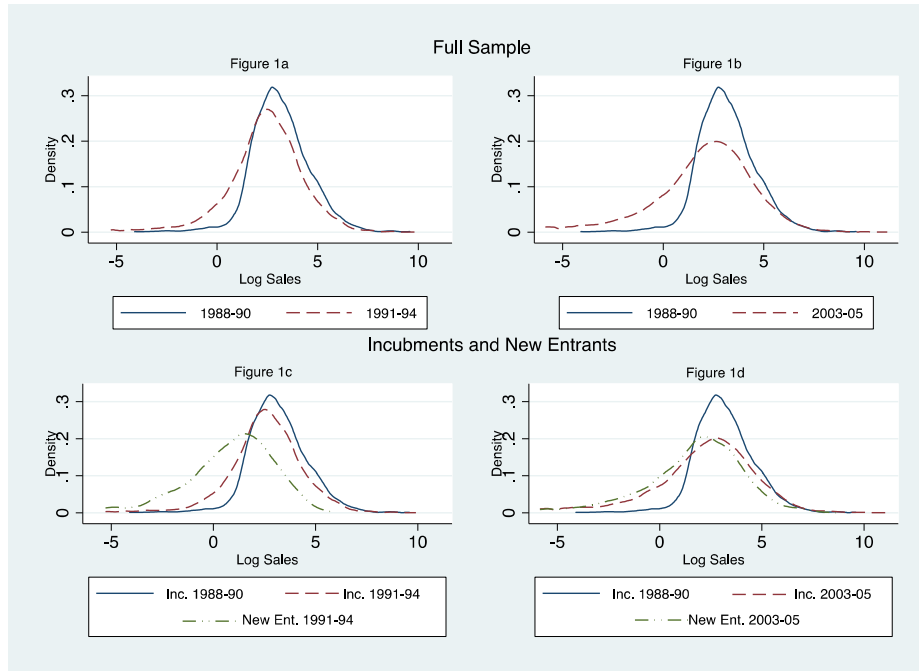 Full Sample
Figure 1a
Density
0 .1 .2 .3
-5 0 5 10
Log Sales
1988-90 1991-94
Figure 1b
Density
0 .1 .2 .3
-5 0 5 10
Log Sales
1988-90 2003-05
Incubments and New Entrants
Figure 1c
Density
0 .1 .2 .3
-5 0 5 10
Log Sales
Inc. 1988-90 Inc. 1991-94
New Ent. 1991-94
Figure 1d
Density
0 .1 .2 .3
-5 0 5 10
Log Sales
Inc. 1988-90 Inc. 2003-05
New Ent. 2003-05